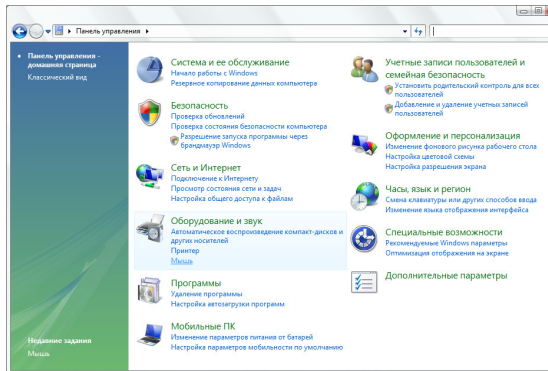 Панель управления
Панель управления -
домашняя страница
Классический вид
Система и ее обслуживание
Начало работы с Windows
Резервное копирование данных компьютера
Безопасность
Проверка обновлений
Проверка состояния безопасности компьютера
Разрешение запуска программы через
брандмауэр Windows
Сеть и Интернет
Подключение к Интернету
Просмотр состояния сети и задач
Настройка общего доступа к файлам
Оборудование и звук
Автоматическое воспроизведение компакт-дисков и
других носителей
Принтер
Мышь
Программы
Удаление программы
Настройка автозагрузки программ
Мобильные ПК
Изменение параметров питания от батарей
Настройка параметров мобильности по умолчанию
Учетные записи пользователей и
семейная безопасность
Установить родительский контроль для всех
пользователей
Добавление и удаление учетных записей
пользователей
Оформление и персонализация
Изменение фонового рисунка рабочего стола
Настройка цветовой схемы
Настройка разрешения экрана
Часы, язык и регион
Смена клавиатуры или других способов ввода
Изменение языка отображения интерфейса
Специальные возможности
Рекомендуемые Windows параметры
Оптимизация отображения на экране
Дополнительные параметры
Недавние задания
Мышь